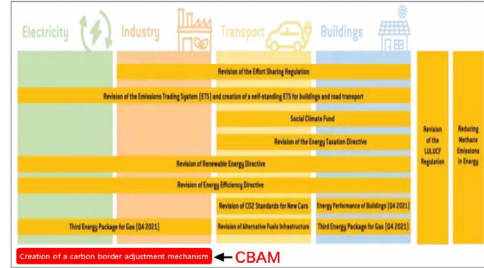 Electricity
Industry
Transport
Buildings
Revision of the Effort Sharing Regulation
Revision of the Emissions Trading System (ETS) and creation of a self-standing ETS for buildings and road transport
Social Climate Fund
Revision of the Energy Taxation Directive
Revision of Renewable Energy Directive
Revision of Energy Efficiency Directive
Revision of CO2 Standards for New Cars
Energy Performance of Buildings (Q4 2021)
Third Energy Package for Gas (Q4 2021)
Revision of Alternative Fuels Infrastructure
Third Energy Package for Gas (Q4 2021)
Revision
of the
LULUCF
Regulation
Reducing
Methane
Emissions
in Energy
Creation of a carbon border adjustment mechanism
CBAM